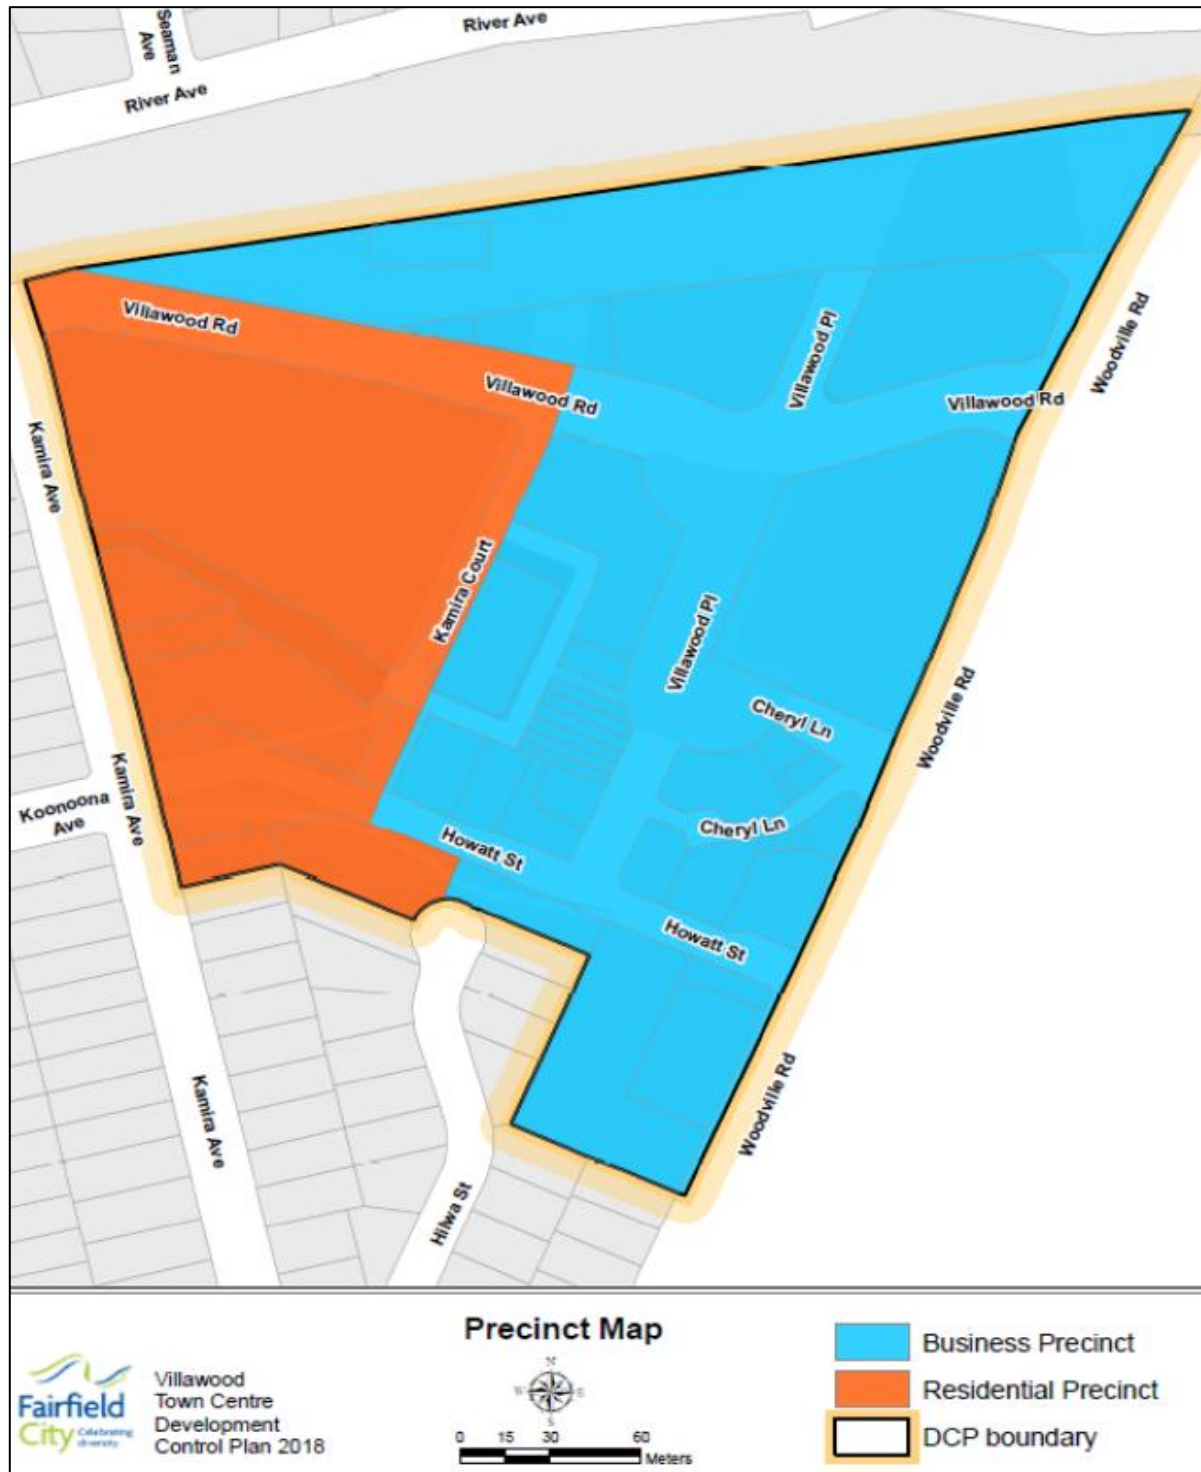 Seaman
Ave
River Ave
River Ave
Villawood Rd
Villawood Rd
Villawood Pl
Villawood Rd
Woodville Rd
Kamira Ave
Kamira Court
Villawood Pl
Cheryl Ln
Woodville Rd
Koonoona
Ave
Kamira Ave
Howatt St
Cheryl Ln
Howatt St
Kamira Ave
Hilwa St
Woodville Rd
Precinct Map
N
W E
S
0 15 30 60
Meters
Fairfield
City Celebrating
diversity
Villawood
Town Centre
Development
Control Plan 2018
Business Precinct
Residential Precinct
DCP boundary